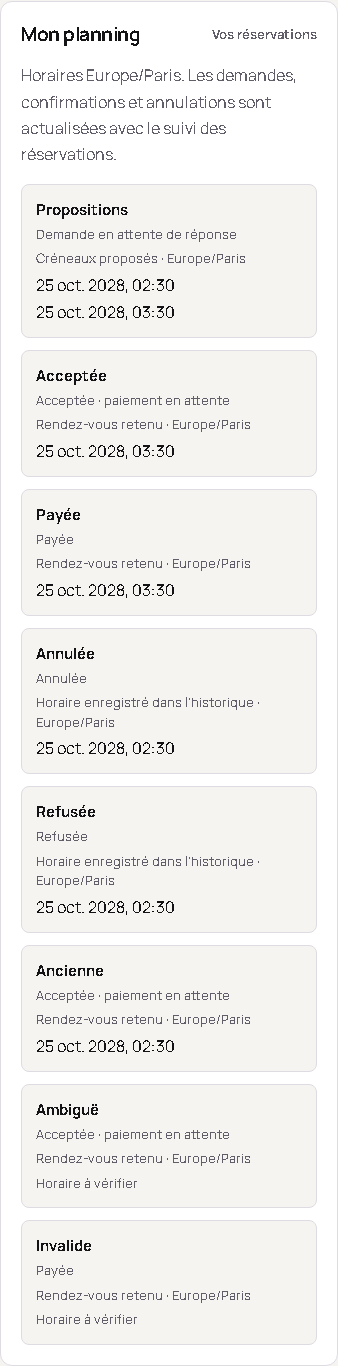 Mon planning
Vos réservations
Horaires Europe/Paris. Les demandes,
confirmations et annulations sont
actualisées avec le suivi des
réservations.
Propositions
Demande en attente de réponse
Créneaux proposés · Europe/Paris
25 oct. 2028, 02:30
25 oct. 2028, 03:30
Acceptée
Acceptée · paiement en attente
Rendez-vous retenu · Europe/Paris
25 oct. 2028, 03:30
Payée
Payée
Rendez-vous retenu · Europe/Paris
25 oct. 2028, 03:30
Annulée
Annulée
Horaire enregistré dans l'historique ·
Europe/Paris
25 oct. 2028, 02:30
Refusée
Refusée
Horaire enregistré dans l'historique ·
Europe/Paris
25 oct. 2028, 02:30
Ancienne
Acceptée · paiement en attente
Rendez-vous retenu · Europe/Paris
25 oct. 2028, 02:30
Ambiguë
Acceptée · paiement en attente
Rendez-vous retenu · Europe/Paris
Horaire à vérifier
Invalide
Payée
Rendez-vous retenu · Europe/Paris
Horaire à vérifier